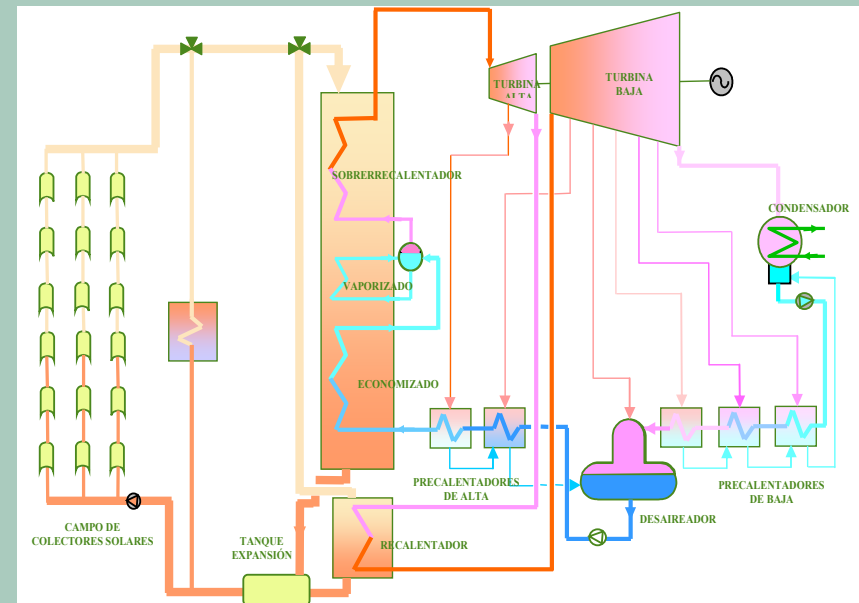 TURBINA
ALTA
TURBINA
BAJA
SOBRERRECALENTADOR
CONDENSADOR
VAPORIZADO
ECONOMIZADO
PRECALENTADORES
DE ALTA
PRECALENTADORES
DE BAJA
DESAIREADOR
CAMPO DE
COLECTORES SOLARES
TANQUE
EXPANSIÓN
RECALENTADOR